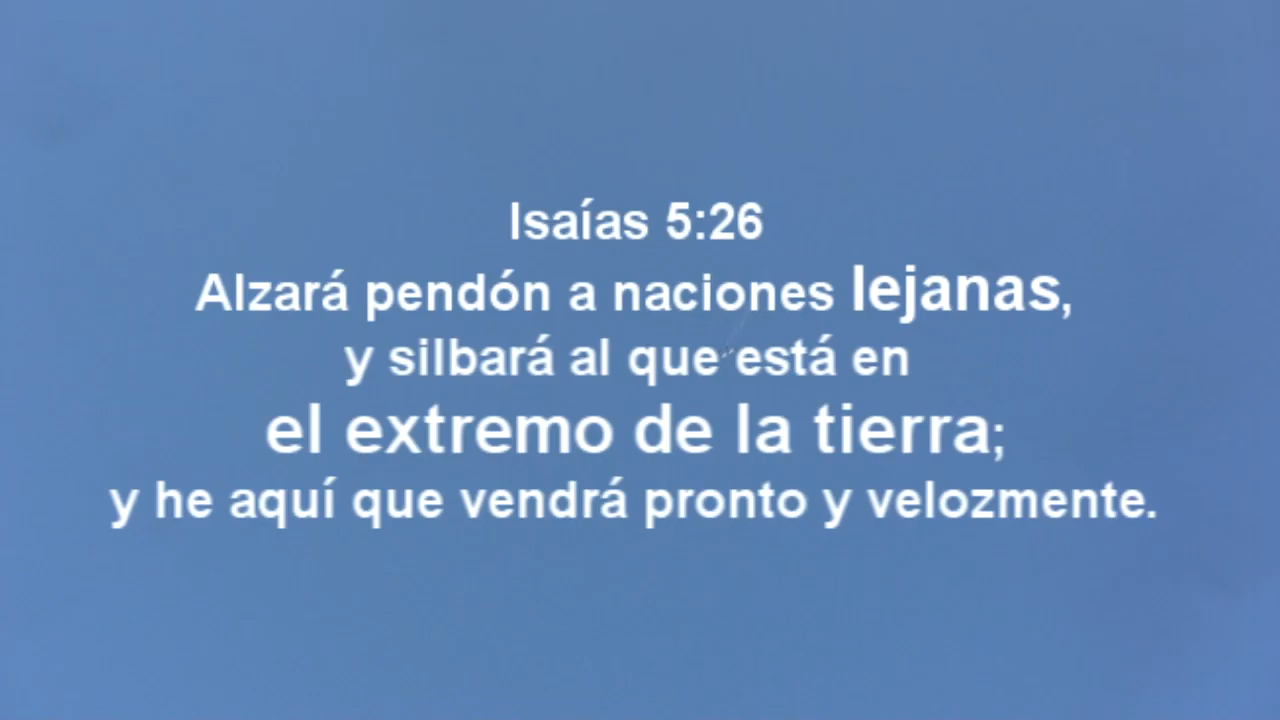 Isaías 5:26
Alzará pendón a naciones lejanas,
y silbará al que está en
el extremo de la tierra;
y he aquí que vendrá pronto y velozmente.